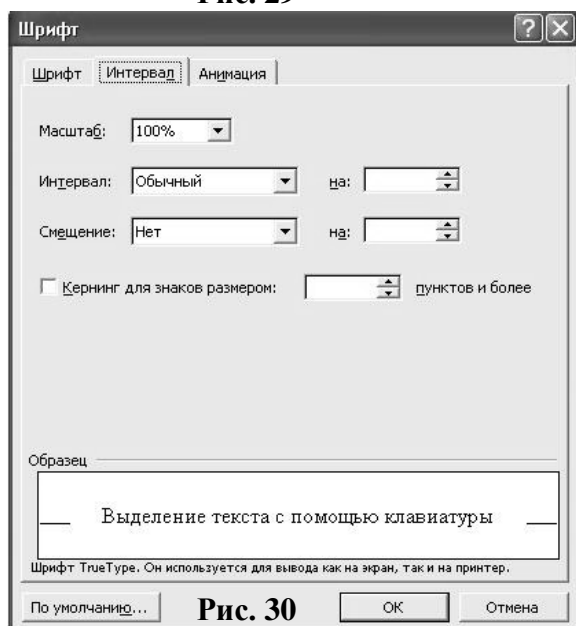 Рис. 29
Шрифт
Шрифт Интервал Анимация
Масштаб: 100%
Интервал: Обычный на:
Смещение: Нет на:
Кернинг для знаков размером: пунктов и более
Образец
Выделение текста с помощью клавиатуры
Шрифт TrueType. Он используется для вывода как на экран, так и на принтер.
По умолчанию... Рис. 30 ОК Отмена